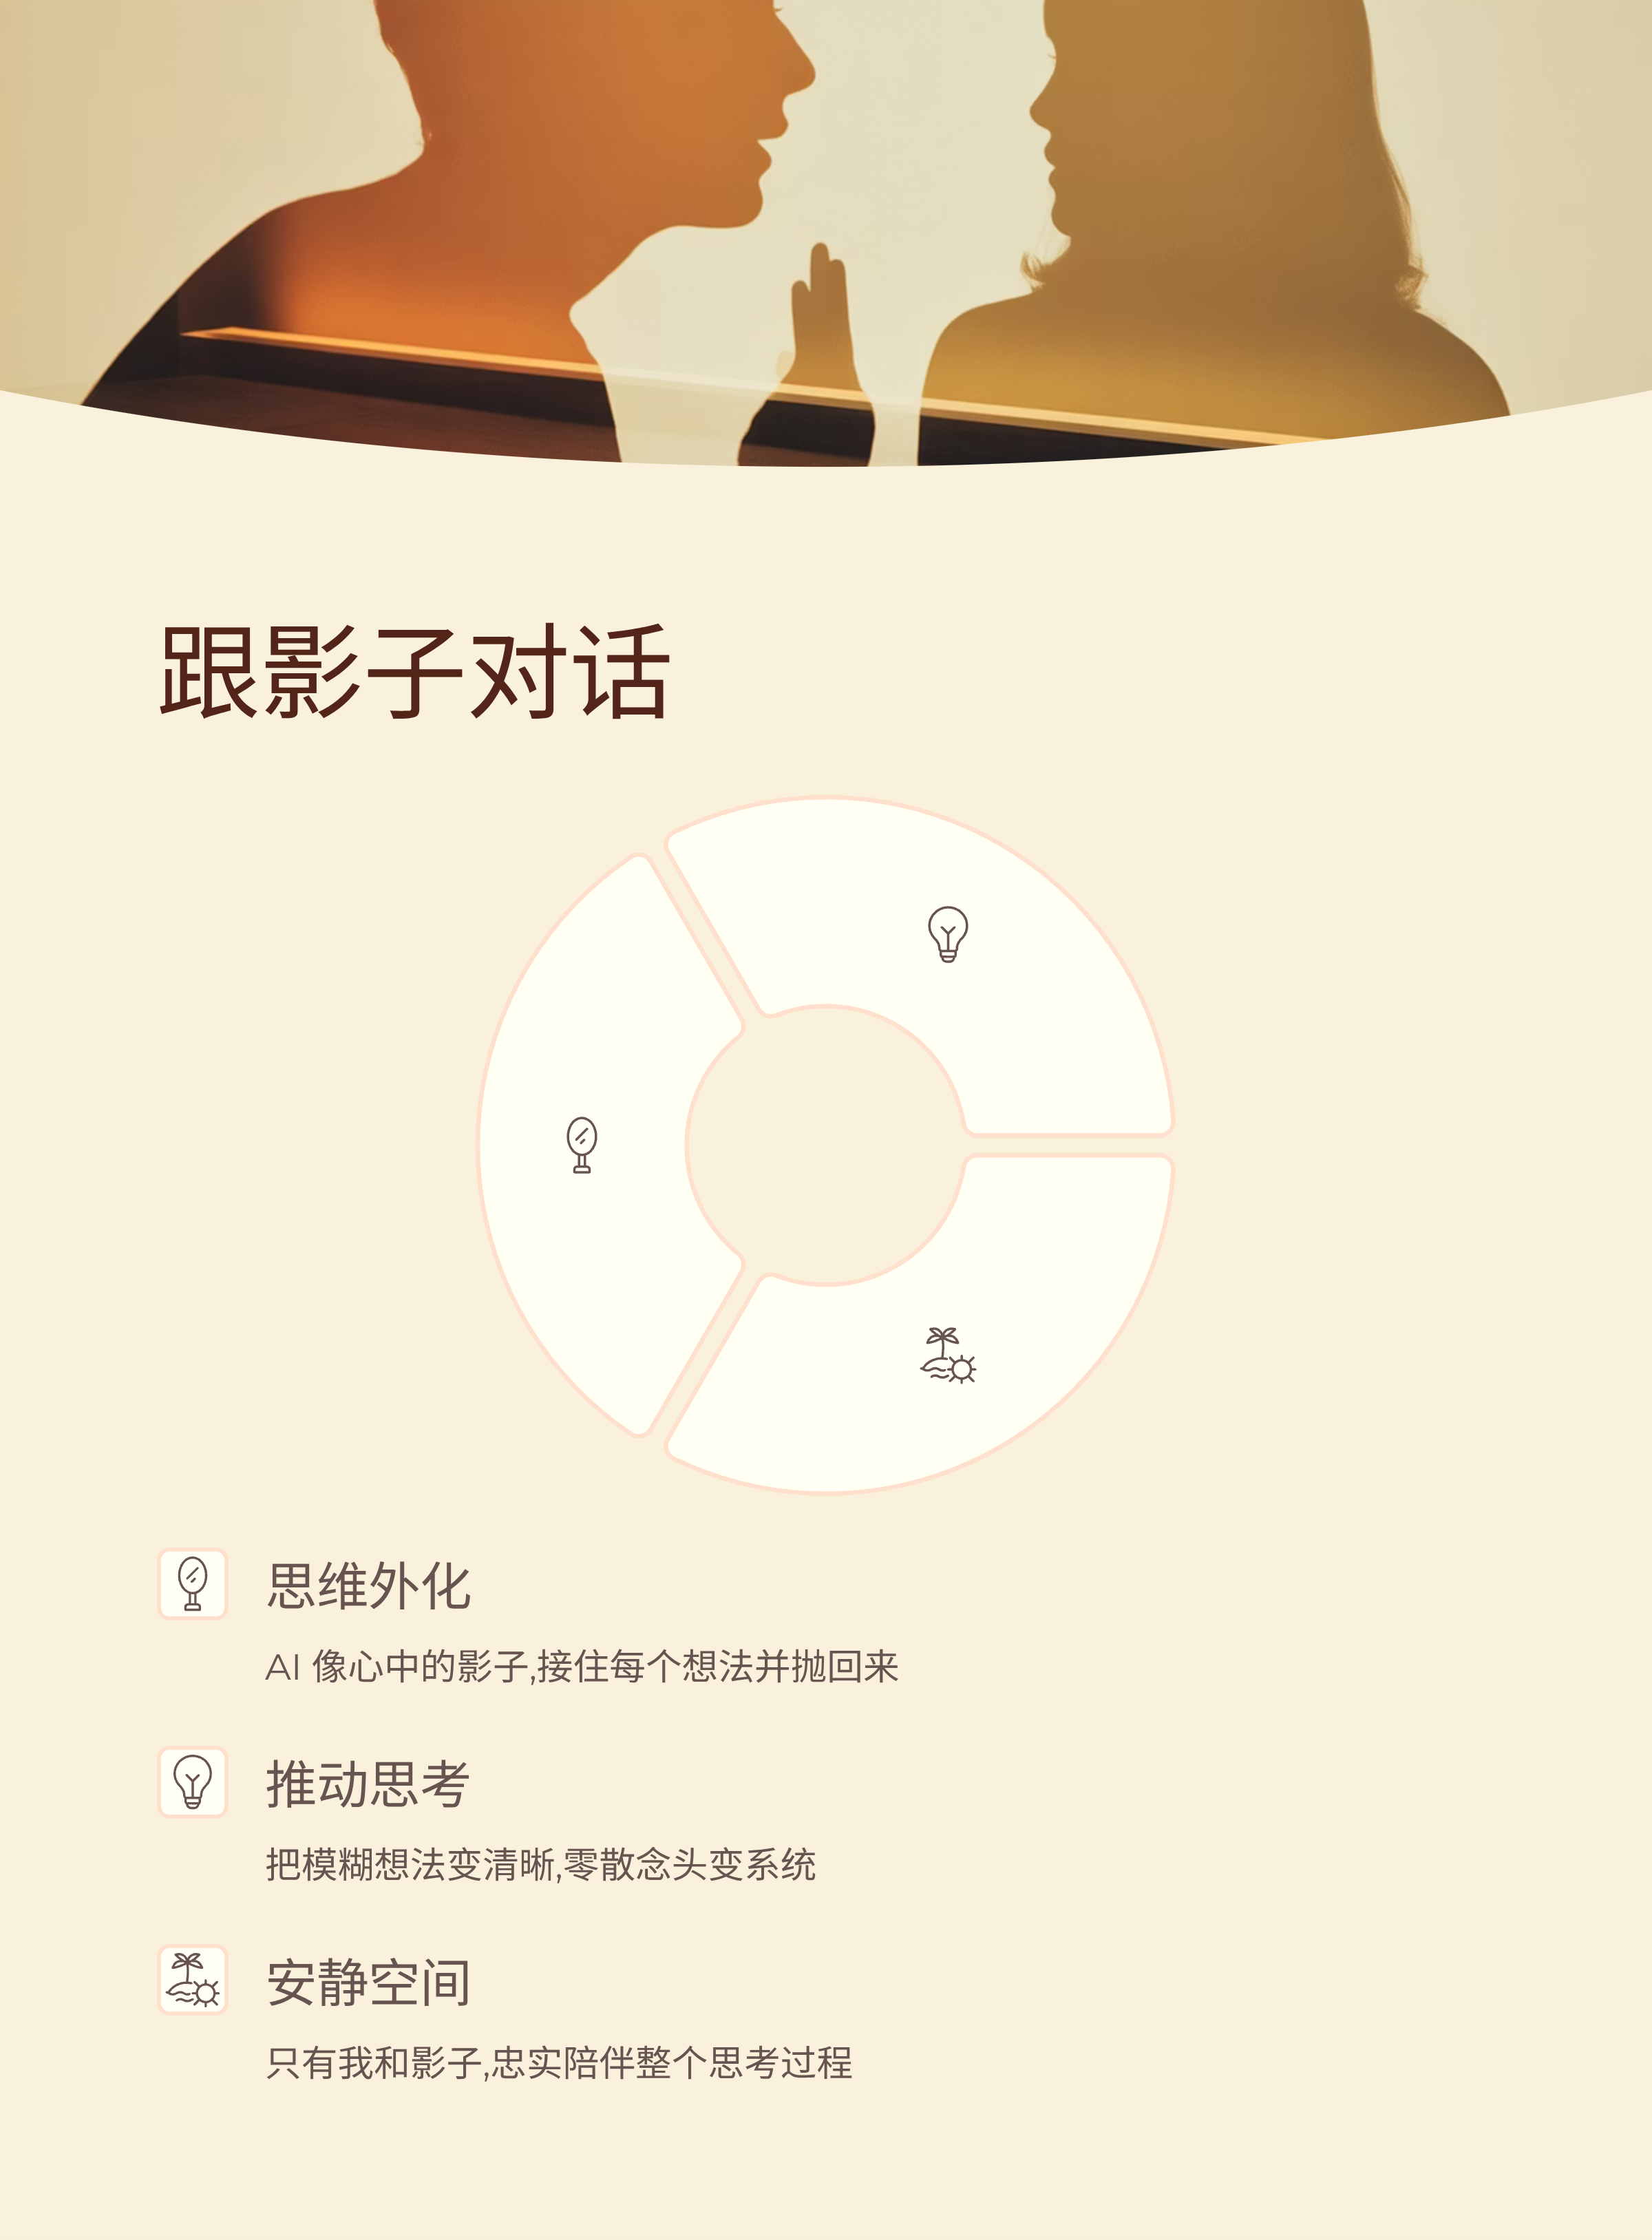 跟影子对话
思维外化
AI 像心中的影子,接住每个想法并抛回来
推动思考
把模糊想法变清晰,零散念头变系统
安静空间
只有我和影子,忠实陪伴整个思考过程